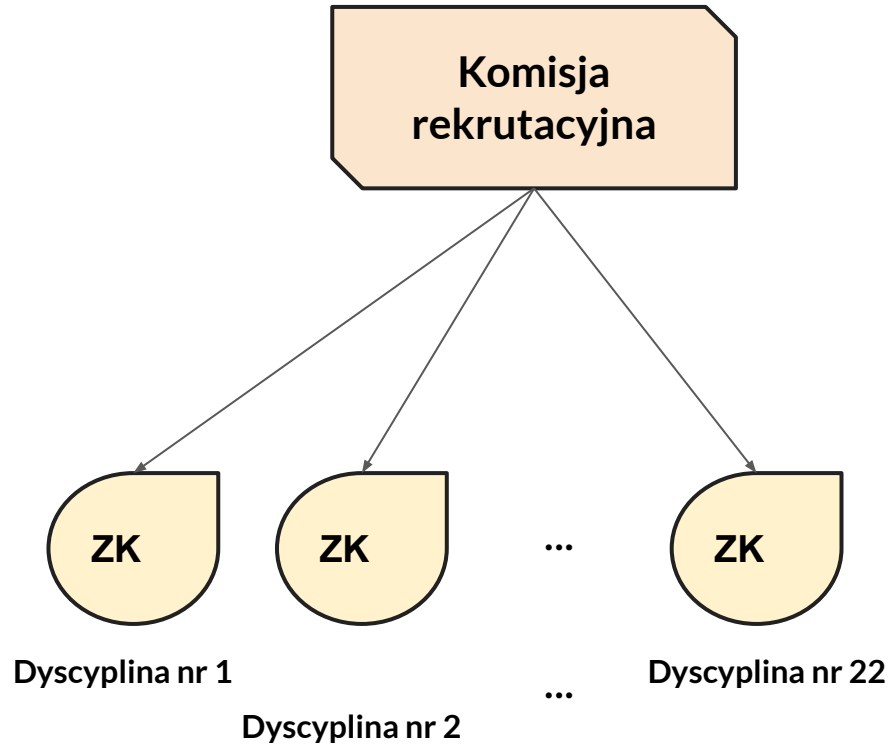 Komisja
rekrutacyjna
ZK
ZK
...
ZK
Dyscyplina nr 1
Dyscyplina nr 2
...
Dyscyplina nr 22